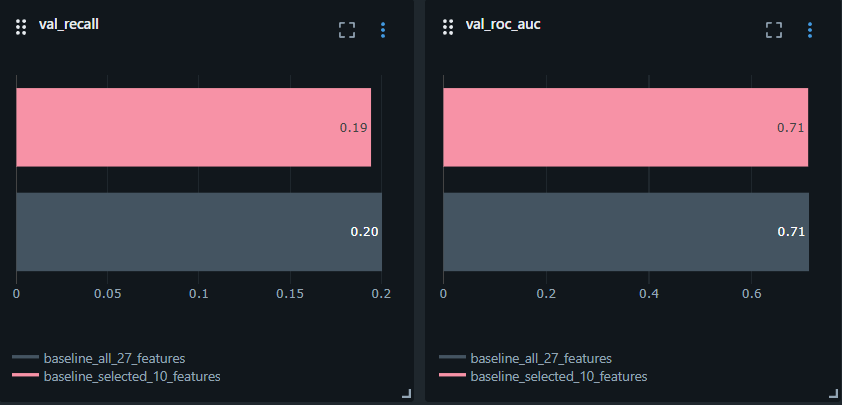 val_recall
0.19
0.20
0 0.05 0.1 0.15 0.2
baseline_all_27_features
baseline_selected_10_features
val_roc_auc
0.71
0.71
0 0.2 0.4 0.6
baseline_all_27_features
baseline_selected_10_features